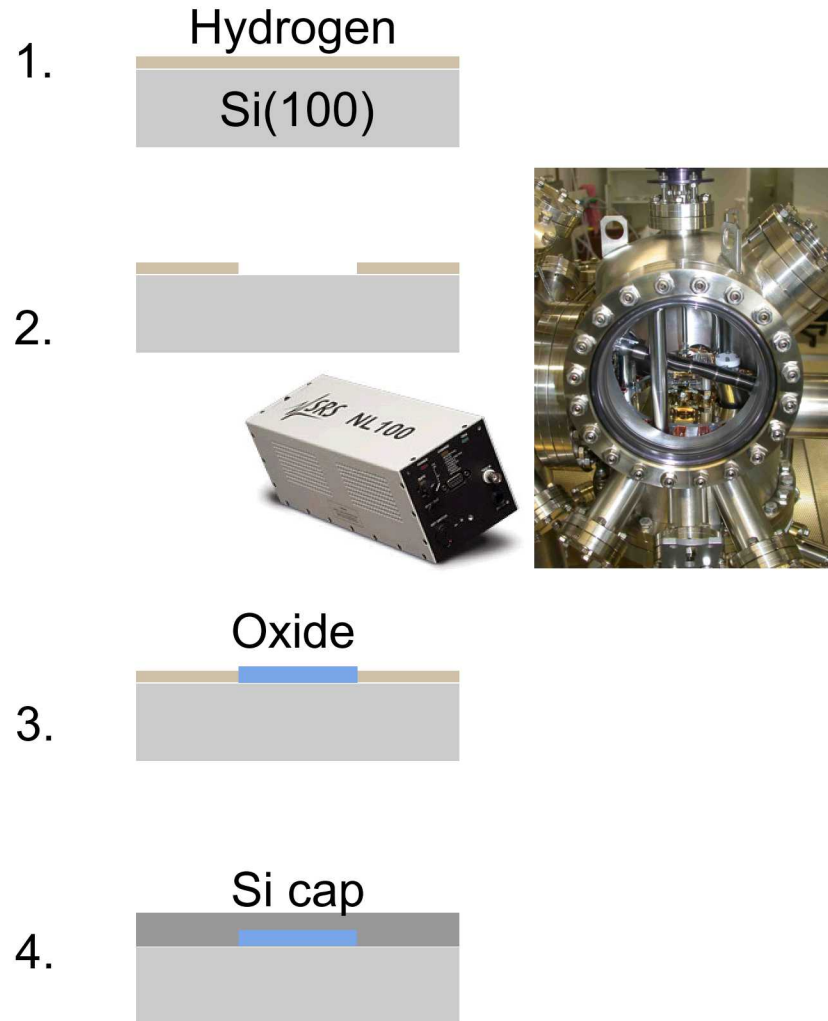 Hydrogen
1.
Si(100)
2.
SRS NL100
Oxide
3.
Si cap
4.